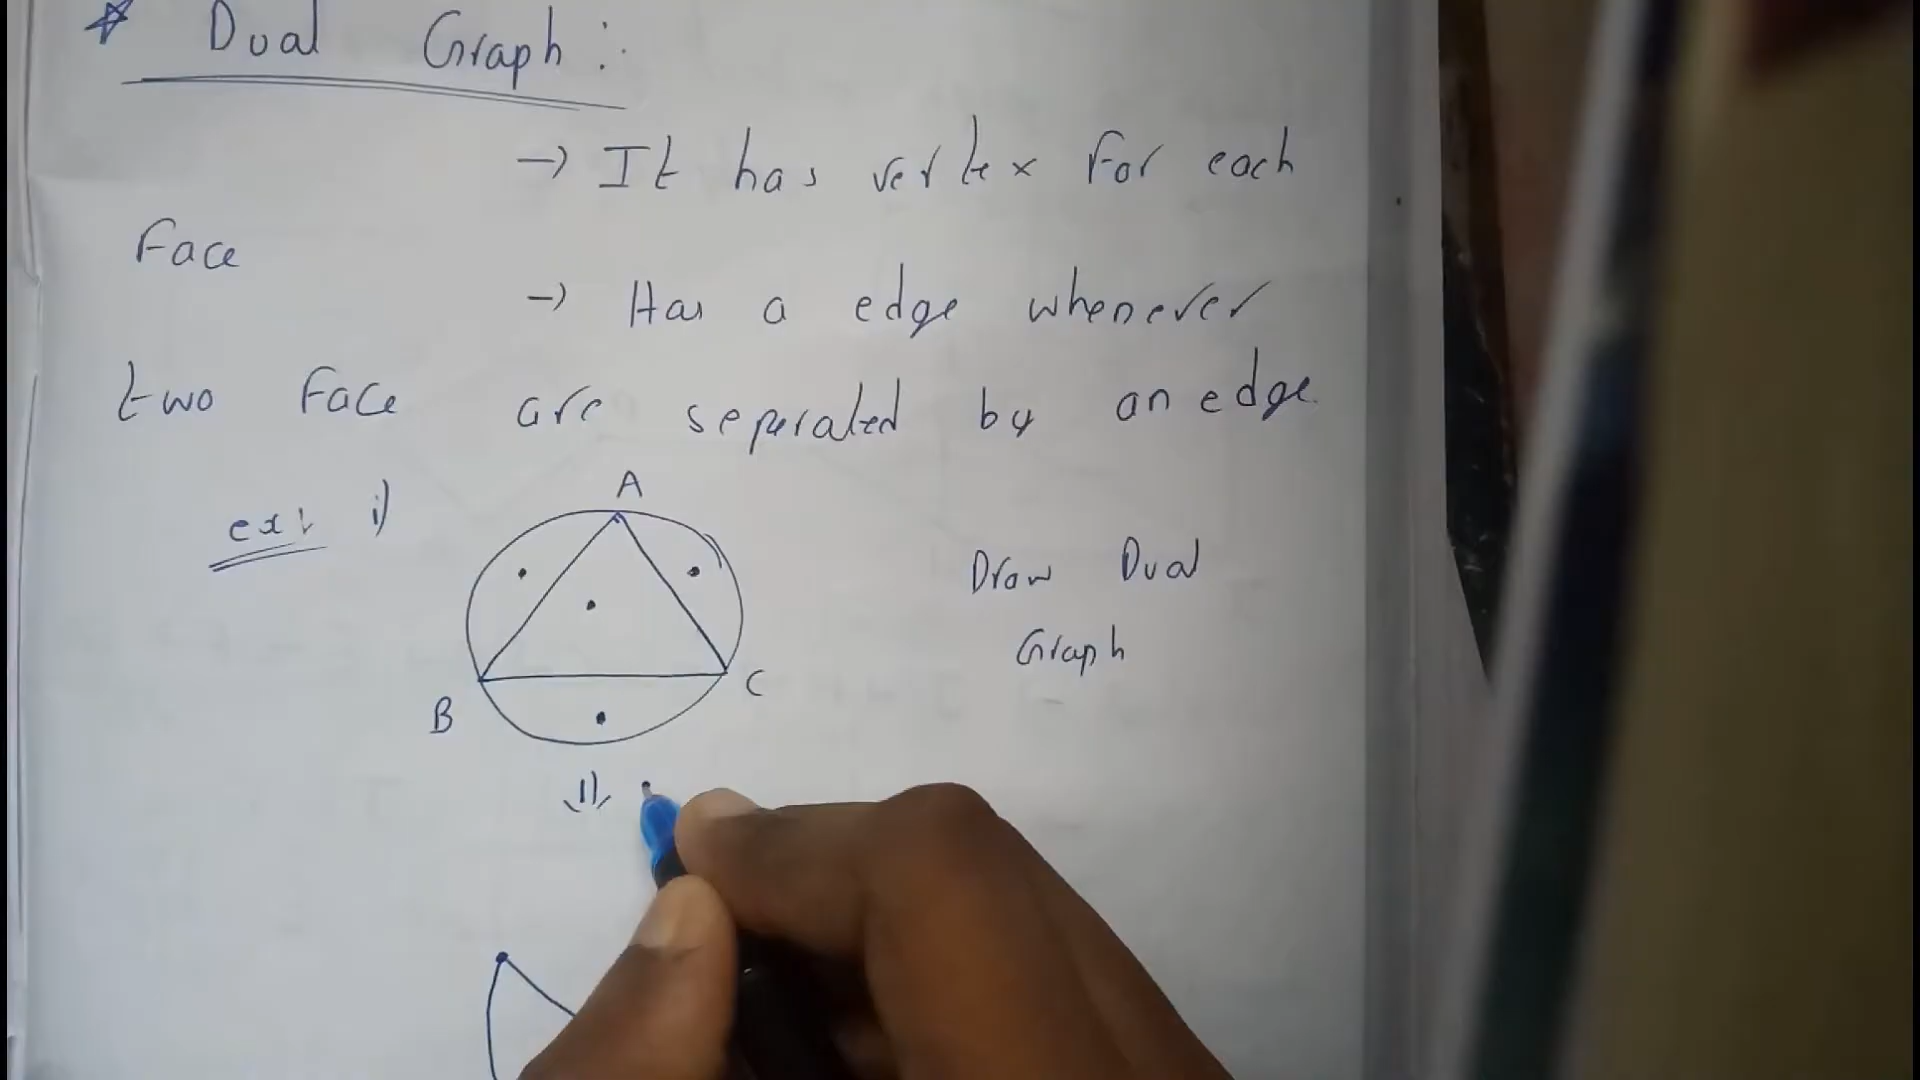 Dual Graph :
→ It has vertex for each
Face
→ Has a edge whenever
two Face are seperated by an edge.
ex: i)
A
Draw Dual
Graph
B
C